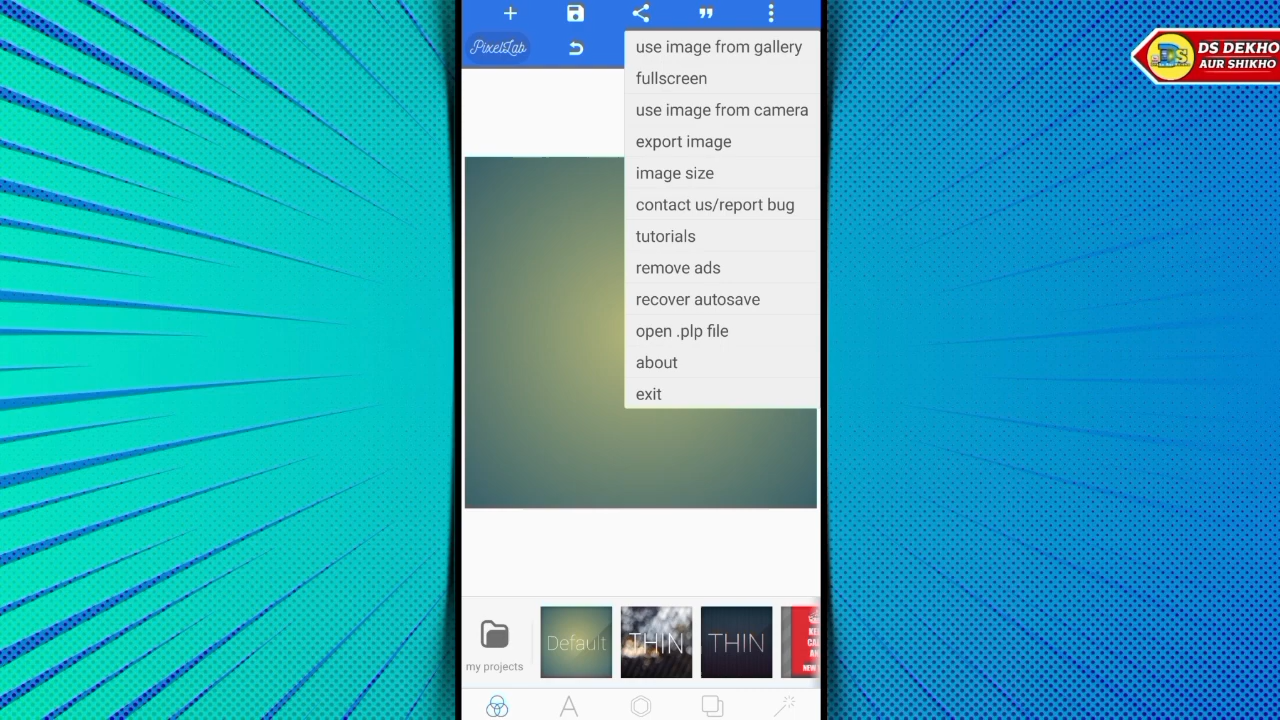 PixelLab
use image from gallery
fullscreen
use image from camera
export image
image size
contact us/report bug
tutorials
remove ads
recover autosave
open .plp file
about
exit
DS DEKHO
AUR SHIKHO
DS
my projects
Default
THIN
THIN